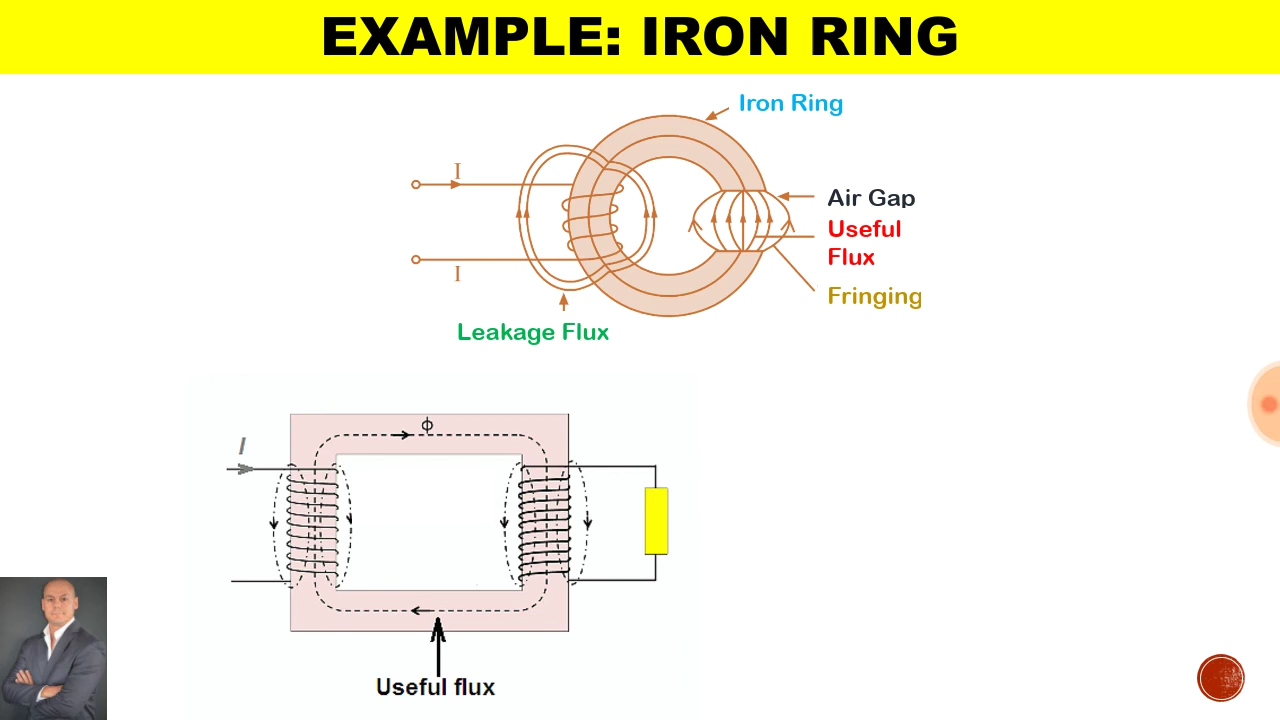 EXAMPLE: IRON RING
Iron Ring
I
Air Gap
Useful
Flux
I
Fringing
Leakage Flux
ϕ
I
Useful flux